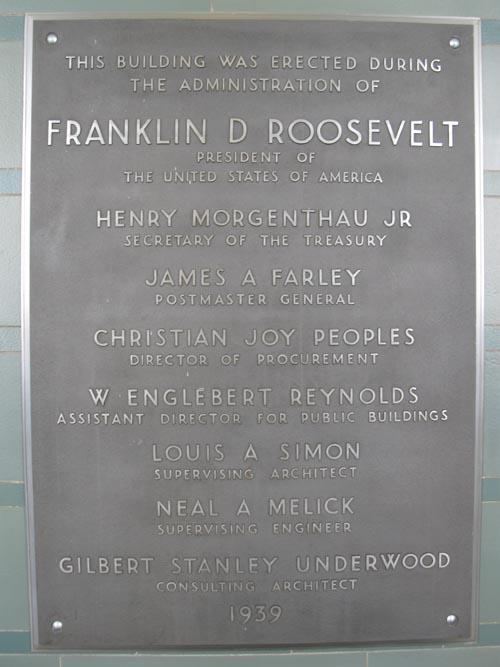 THIS BUILDING WAS ERECTED DURING
THE ADMINISTRATION OF
FRANKLIN D ROOSEVELT
PRESIDENT OF
THE UNITED STATES OF AMERICA
HENRY MORGENTHAU JR
SECRETARY OF THE TREASURY
JAMES A FARLEY
POSTMASTER GENERAL
CHRISTIAN JOY PEOPLES
DIRECTOR OF PROCUREMENT
W ENGLEBERT REYNOLDS
ASSISTANT DIRECTOR FOR PUBLIC BUILDINGS
LOUIS A SIMON
SUPERVISING ARCHITECT
NEAL A MELICK
SUPERVISING ENGINEER
GILBERT STANLEY UNDERWOOD
CONSULTING ARCHITECT
1939